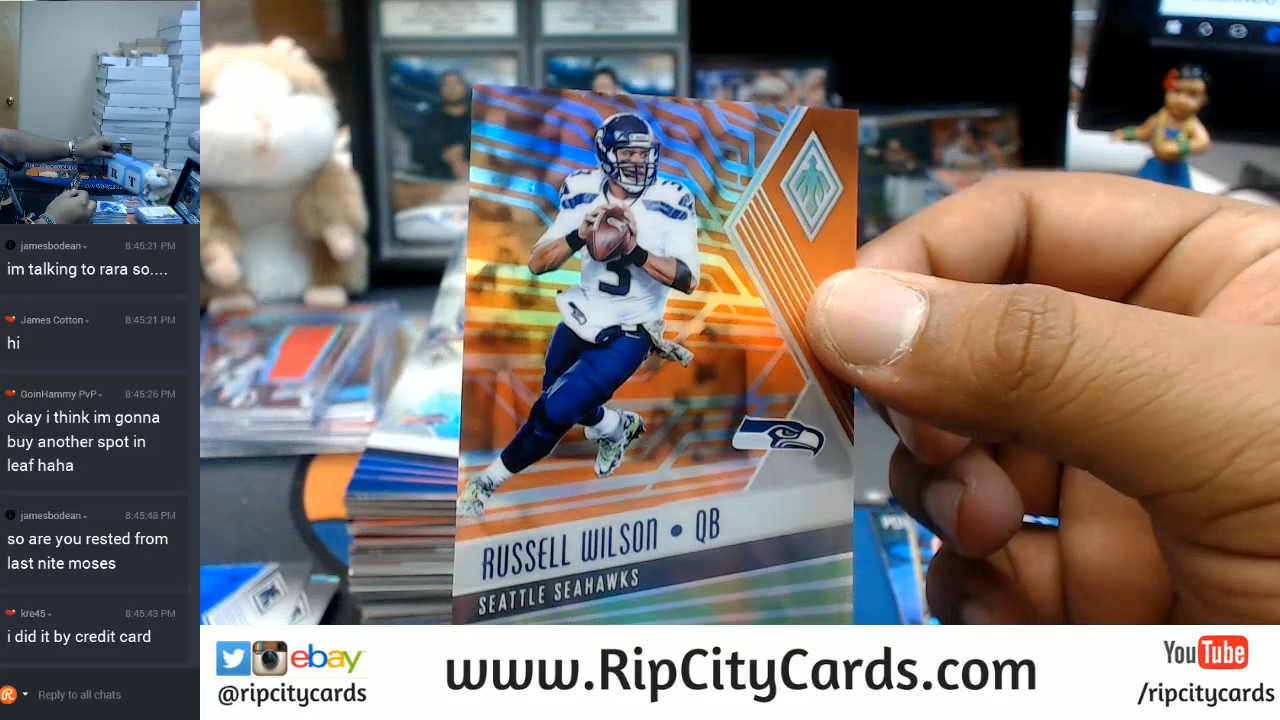 jamesbodean
8:45:21 PM
im talking to rara so....
James Cotton
8:45:21 PM
hi
GoinHammy PvP
8:45:26 PM
okay i think im gonna
buy another spot in
leaf haha
jamesbodean
8:45:48 PM
so are you rested from
last nite moses
kre45
8:45:43 PM
i did it by credit card
Reply to all chats
3
RUSSELL WILSON • QB
SEATTLE SEAHAWKS
ebay
@ripcitycards
www.RipCityCards.com
YouTube
/ripcitycards